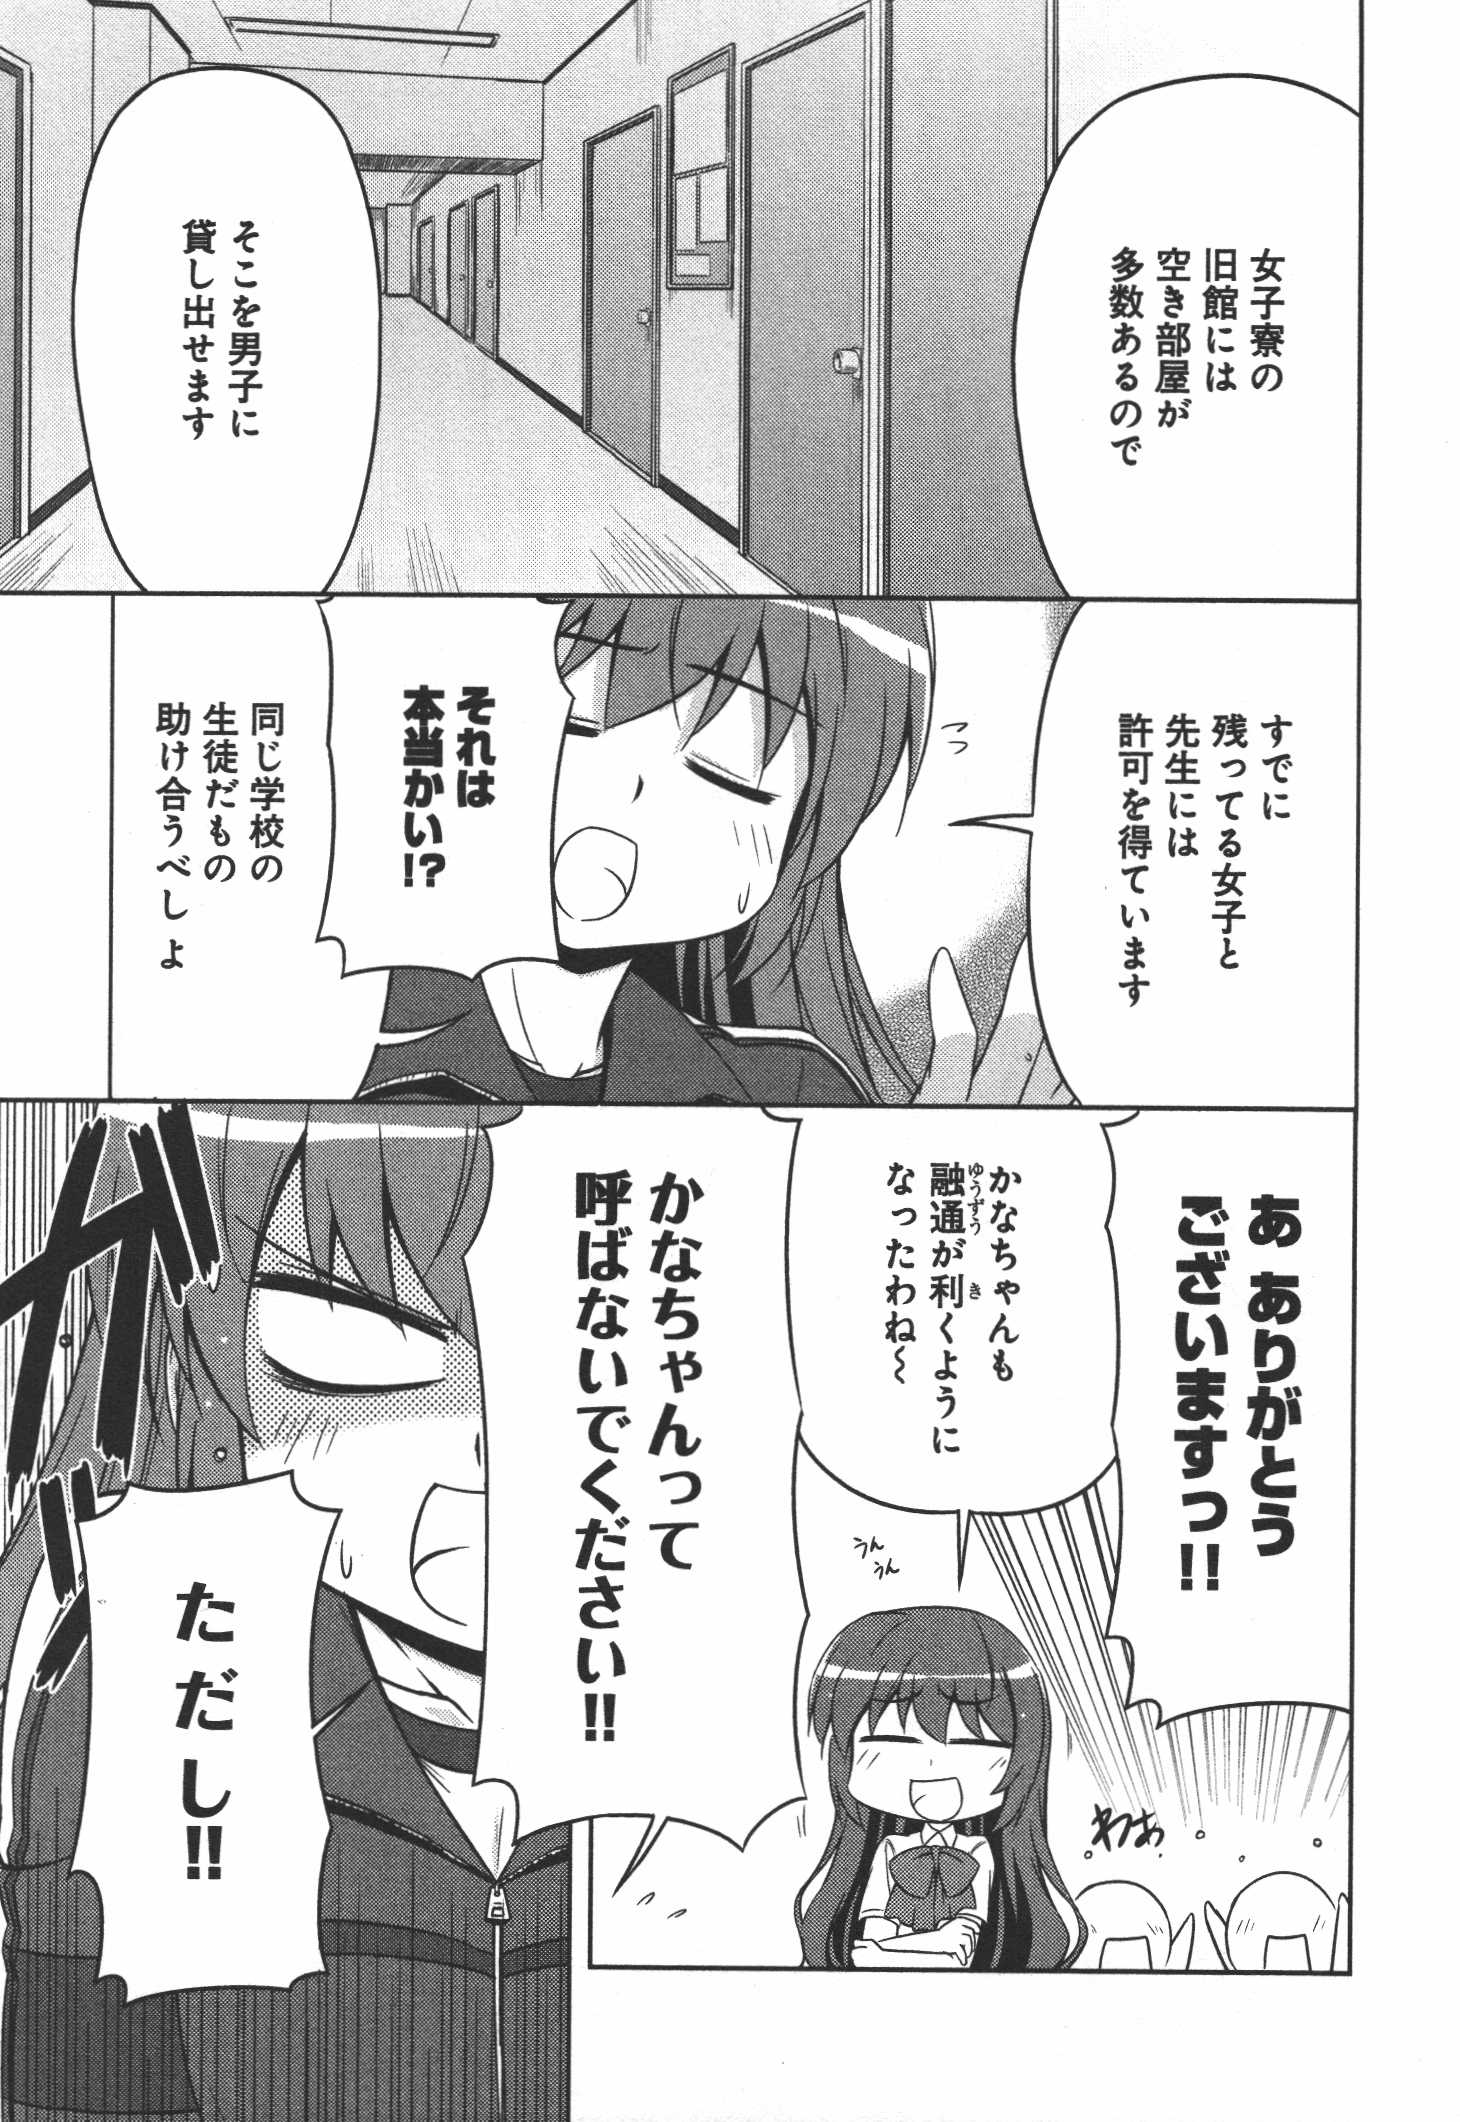 女子寮の
旧館には
空き部屋が
多数あるので
そこを男子に
貸し出せます
すでに
残ってる女子と
先生には
許可を得ています
それは
本当かい!?
同じ学校の
生徒だもの
助け合うべしょ
あ ありがとう
ございますっ!!
わあぁ
かなちゃんも
融通が利くように
ゆうずう
き
なったわね～
うん
うん
かなちゃんって
呼ばないでください!!
ただし!!